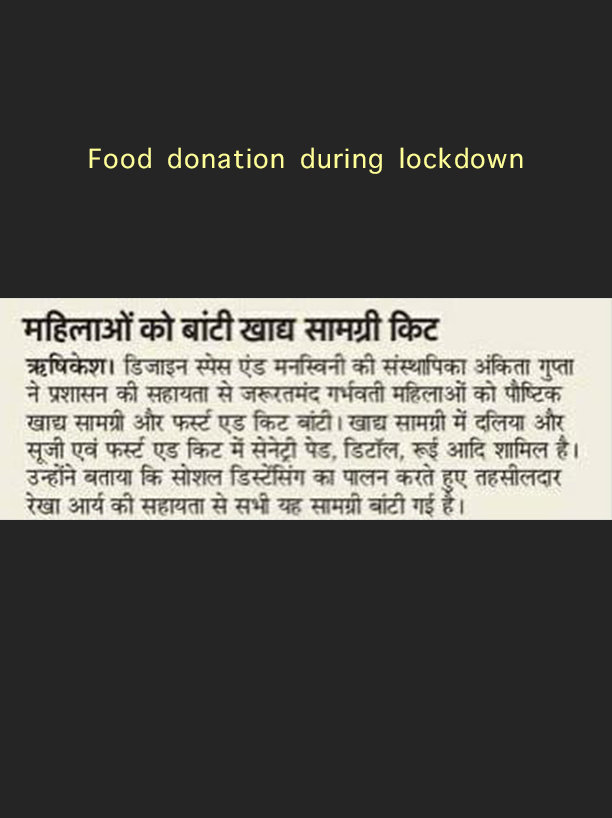 Food donation during lockdown
महिलाओं को बांटी खाद्य सामग्री किट
ऋषिकेश। डिजाइन स्पेस एंड मनस्विनी की संस्थापिका अंकिता गुप्ता
ने प्रशासन की सहायता से जरूरतमंद गर्भवती महिलाओं को पौष्टिक
खाद्य सामग्री और फर्स्ट एड किट बांटी। खाद्य सामग्री में दलिया और
सूजी एवं फर्स्ट एड किट में सेनेट्री पेड, डिटॉल, रूई आदि शामिल है।
उन्होंने बताया कि सोशल डिस्टेंसिंग का पालन करते हुए तहसीलदार
रेखा आर्य की सहायता से सभी यह सामग्री बांटी गई है।